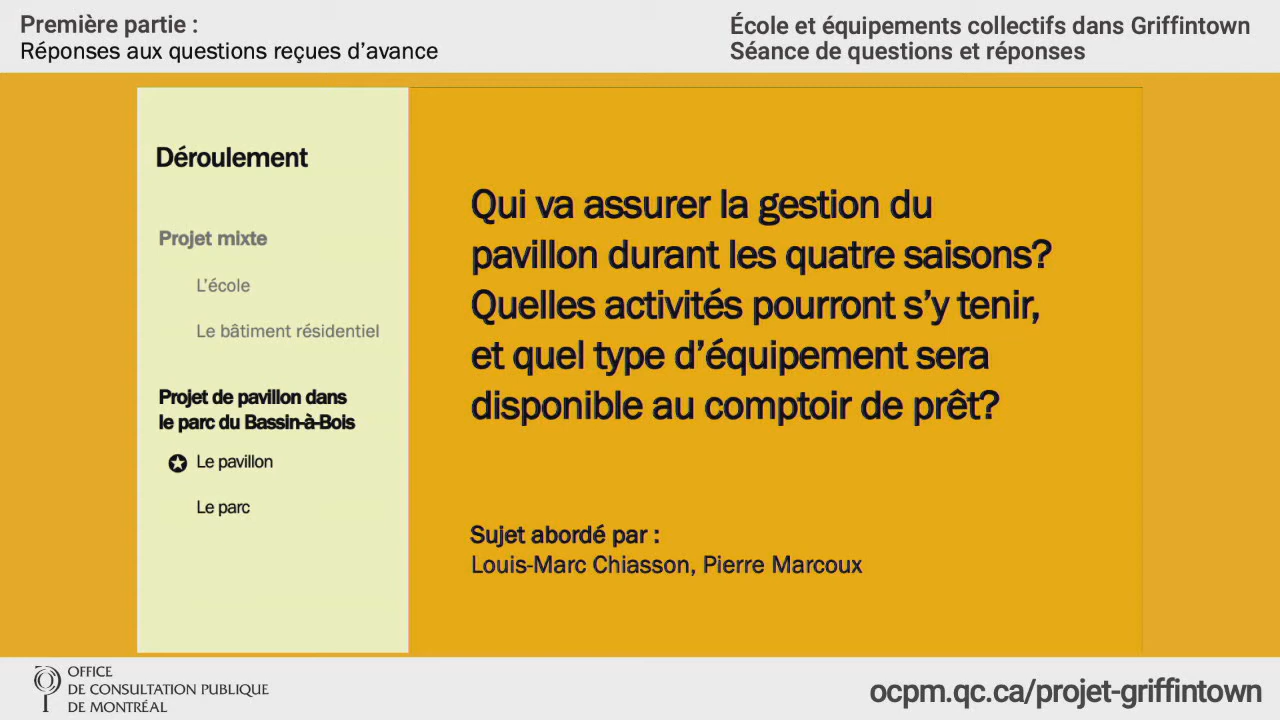 Première partie :
Réponses aux questions reçues d'avance
École et équipements collectifs dans Griffintown
Séance de questions et réponses
Déroulement
Projet mixte
L'école
Le bâtiment résidentiel
Projet de pavillon dans
le parc du Bassin-à-Bois
Le pavillon
Le parc
Qui va assurer la gestion du
pavillon durant les quatre saisons?
Quelles activités pourront s'y tenir,
et quel type d'équipement sera
disponible au comptoir de prêt?
Sujet abordé par :
Louis-Marc Chiasson, Pierre Marcoux
OFFICE
DE CONSULTATION PUBLIQUE
DE MONTRÉAL
ocpm.qc.ca/projet-griffintown